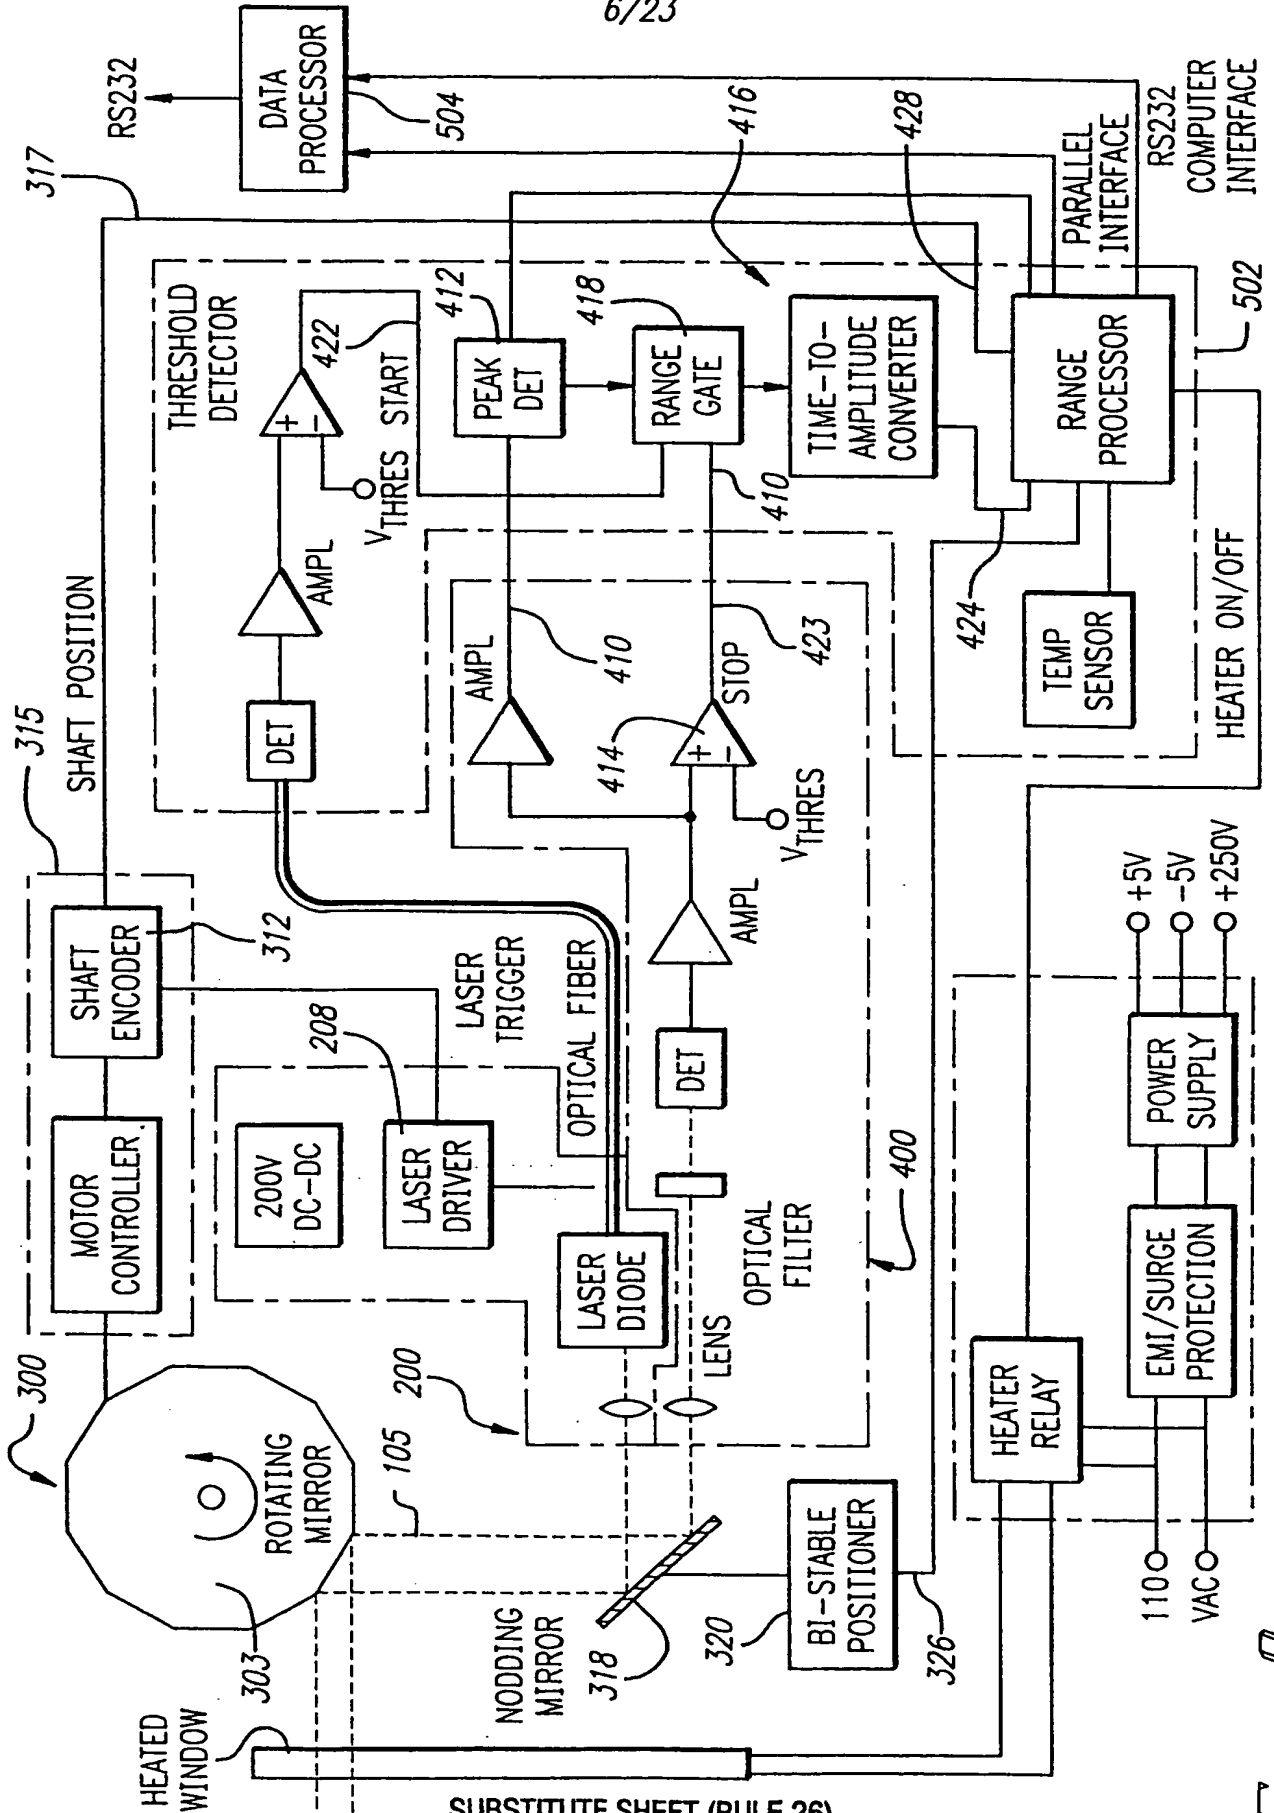 6/23
RS232
DATA
PROCESSOR
504
317
SHAFT POSITION
315
SHAFT
ENCODER
312
MOTOR
CONTROLLER
300
ROTATING
MIRROR
303
105
HEATED
WINDOW
THRESHOLD
DETECTOR
+
-
VTHRES
START
422
AMPL
DET
LASER
TRIGGER
OPTICAL FIBER
208
200V
DC-DC
LASER
DRIVER
LASER
DIODE
200
LENS
OPTICAL
FILTER
DET
AMPL
VTHRES
+
-
414
STOP
423
AMPL
410
410
412
PEAK
DET
418
RANGE
GATE
416
TIME-TO-
AMPLITUDE
CONVERTER
428
424
PARALLEL
INTERFACE
RS232
COMPUTER
INTERFACE
RANGE
PROCESSOR
502
TEMP
SENSOR
HEATER ON/OFF
400
NODDING
MIRROR
318
320
BI-STABLE
POSITIONER
326
HEATER
RELAY
EMI/SURGE
PROTECTION
POWER
SUPPLY
+5V
-5V
+250V
110
VAC
SUBSTITUTE SHEET (RULE 26)